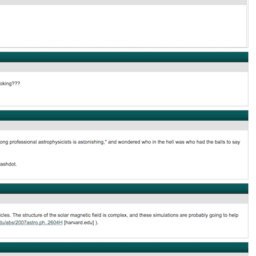 oking???
ong professional astrophysicists is astonishing," and wondered who in the hell was who had the balls to say
lashdot.
cles. The structure of the solar magnetic field is complex, and these simulations are probably going to help
du/abs/2007astro.ph..2604H [harvard.edu] ).